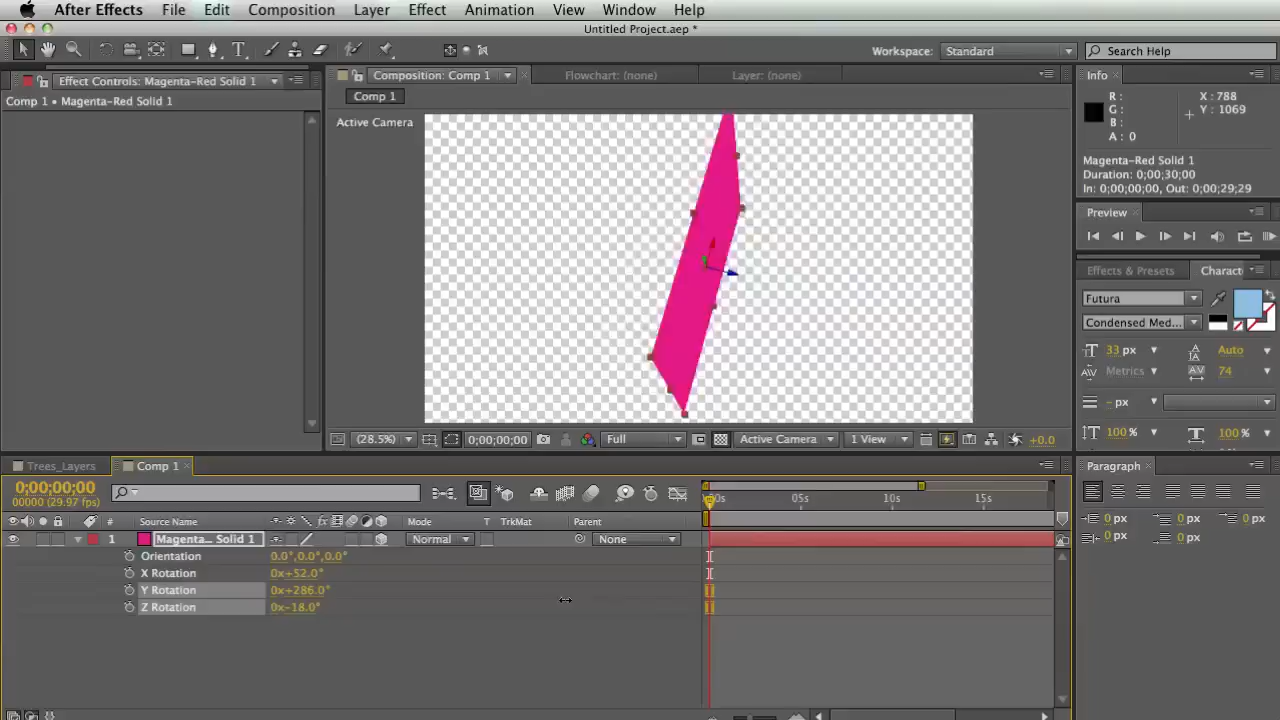 After Effects File Edit Composition Layer Effect Animation View Window Help
Untitled Project.aep *
Workspace: Standard Search Help
Effect Controls: Magenta-Red Solid 1
Comp 1 • Magenta-Red Solid 1
Composition: Comp 1 Flowchart: (none) Layer: (none)
Comp 1
Active Camera
(28.5%) 0;00;00;00 Full Active Camera 1 View +0.0
Info
R: X: 788
G: Y: 1069
B:
A: 0
Magenta-Red Solid 1
Duration: 0;00;30;00
In: 0;00;00;00, Out: 0;00;29;29
Preview
Effects & Presets Charact
Futura
Condensed Med...
33 px Auto
Metrics 74
- px
100 % 100 %
Paragraph
0 px 0 px 0 px
0 px 0 px
Trees_Layers Comp 1
0;00;00;00
00000 (29.97 fps)
# Source Name Mode T TrkMat Parent
1 Magenta... Solid 1 Normal None
Orientation 0.0°,0.0°,0.0°
X Rotation 0x+52.0°
Y Rotation 0x+286.0°
Z Rotation 0x-18.0°
05s 10s 15s